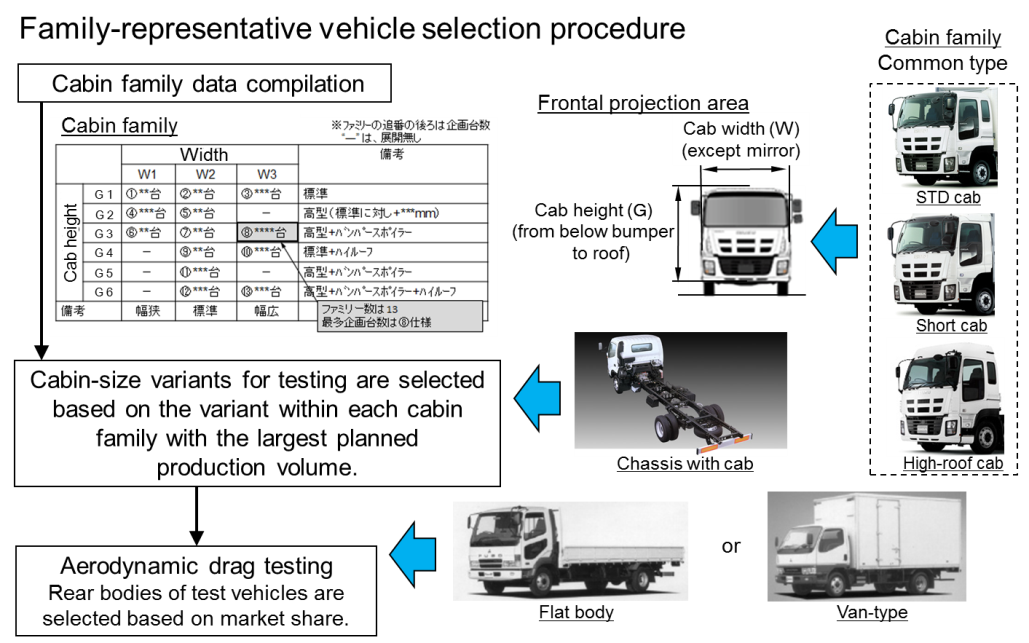 Family-representative vehicle selection procedure
Cabin family
Common type
Cabin family data compilation
Cabin family
※ファミリーの追番の後ろは企画台数
“―”は、展開無し
Frontal projection area
Cab width (W)
(except mirror)
Width 備考
W1 W2 W3
Cab height
G1 ①**台 ②**台 ③***台 標準
G2 ④***台 ⑤**台 － 高型(標準に対し+***mm)
G3 ⑥**台 ⑦**台 ⑧****台 高型+バンパースポイラー
G4 － ⑨**台 ⑩***台 標準+ハイルーフ
G5 － ⑪***台 － 高型+バンパースポイラー
G6 － ⑫***台 ⑬***台 高型+バンパースポイラー+ハイルーフ
備考 幅狭 標準 幅広
ファミリー数は13
最多企画台数は⑧仕様
Cab height (G)
(from below bumper
to roof)
STD cab
Short cab
High-roof cab
Cabin-size variants for testing are selected
based on the variant within each cabin
family with the largest planned
production volume.
Chassis with cab
Aerodynamic drag testing
Rear bodies of test vehicles are
selected based on market share.
Flat body
or
Van-type